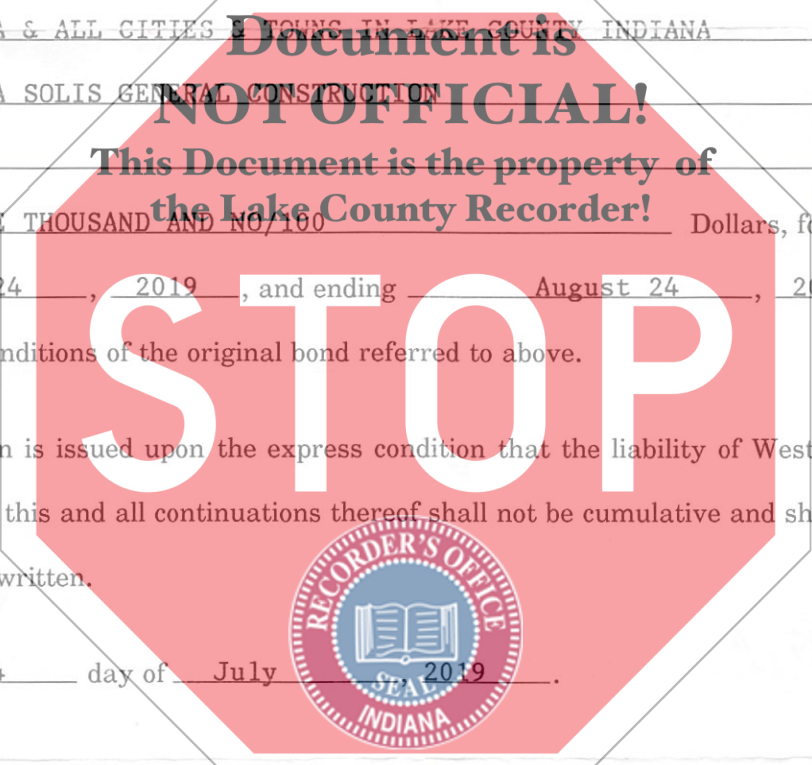 & ALL CITIES & TOWNS IN LAKE COUNTY INDIANA
Document is
SOLIS GENERAL CONSTRUCTION
NOT OFFICIAL!
This Document is the property of
the Lake County Recorder!
THOUSAND AND NO/100 Dollars, fo
24 , 2019 , and ending August 24 , 20
nditions of the original bond referred to above.
STOP
n is issued upon the express condition that the liability of West
this and all continuations thereof shall not be cumulative and sh
written.
RECORDER'S OFFICE
SEAL
INDIANA
day of July , 2019 .